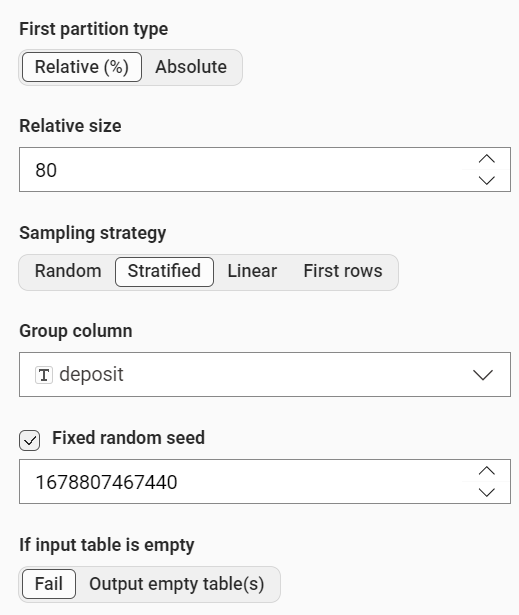 First partition type
Relative (%) Absolute
Relative size
80
Sampling strategy
Random Stratified Linear First rows
Group column
T deposit
Fixed random seed
1678807467440
If input table is empty
Fail Output empty table(s)